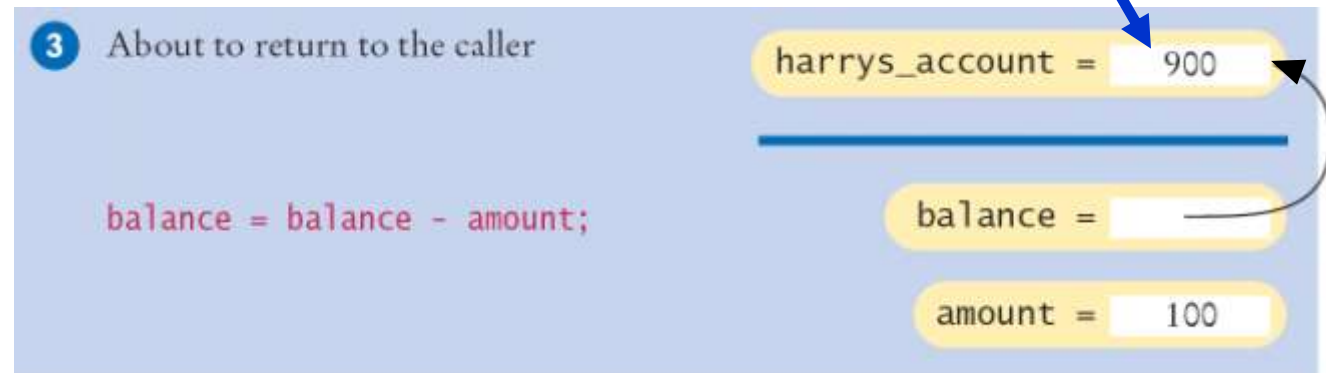 3 About to return to the caller
harrys_account = 900
balance = balance - amount;
balance =
amount = 100